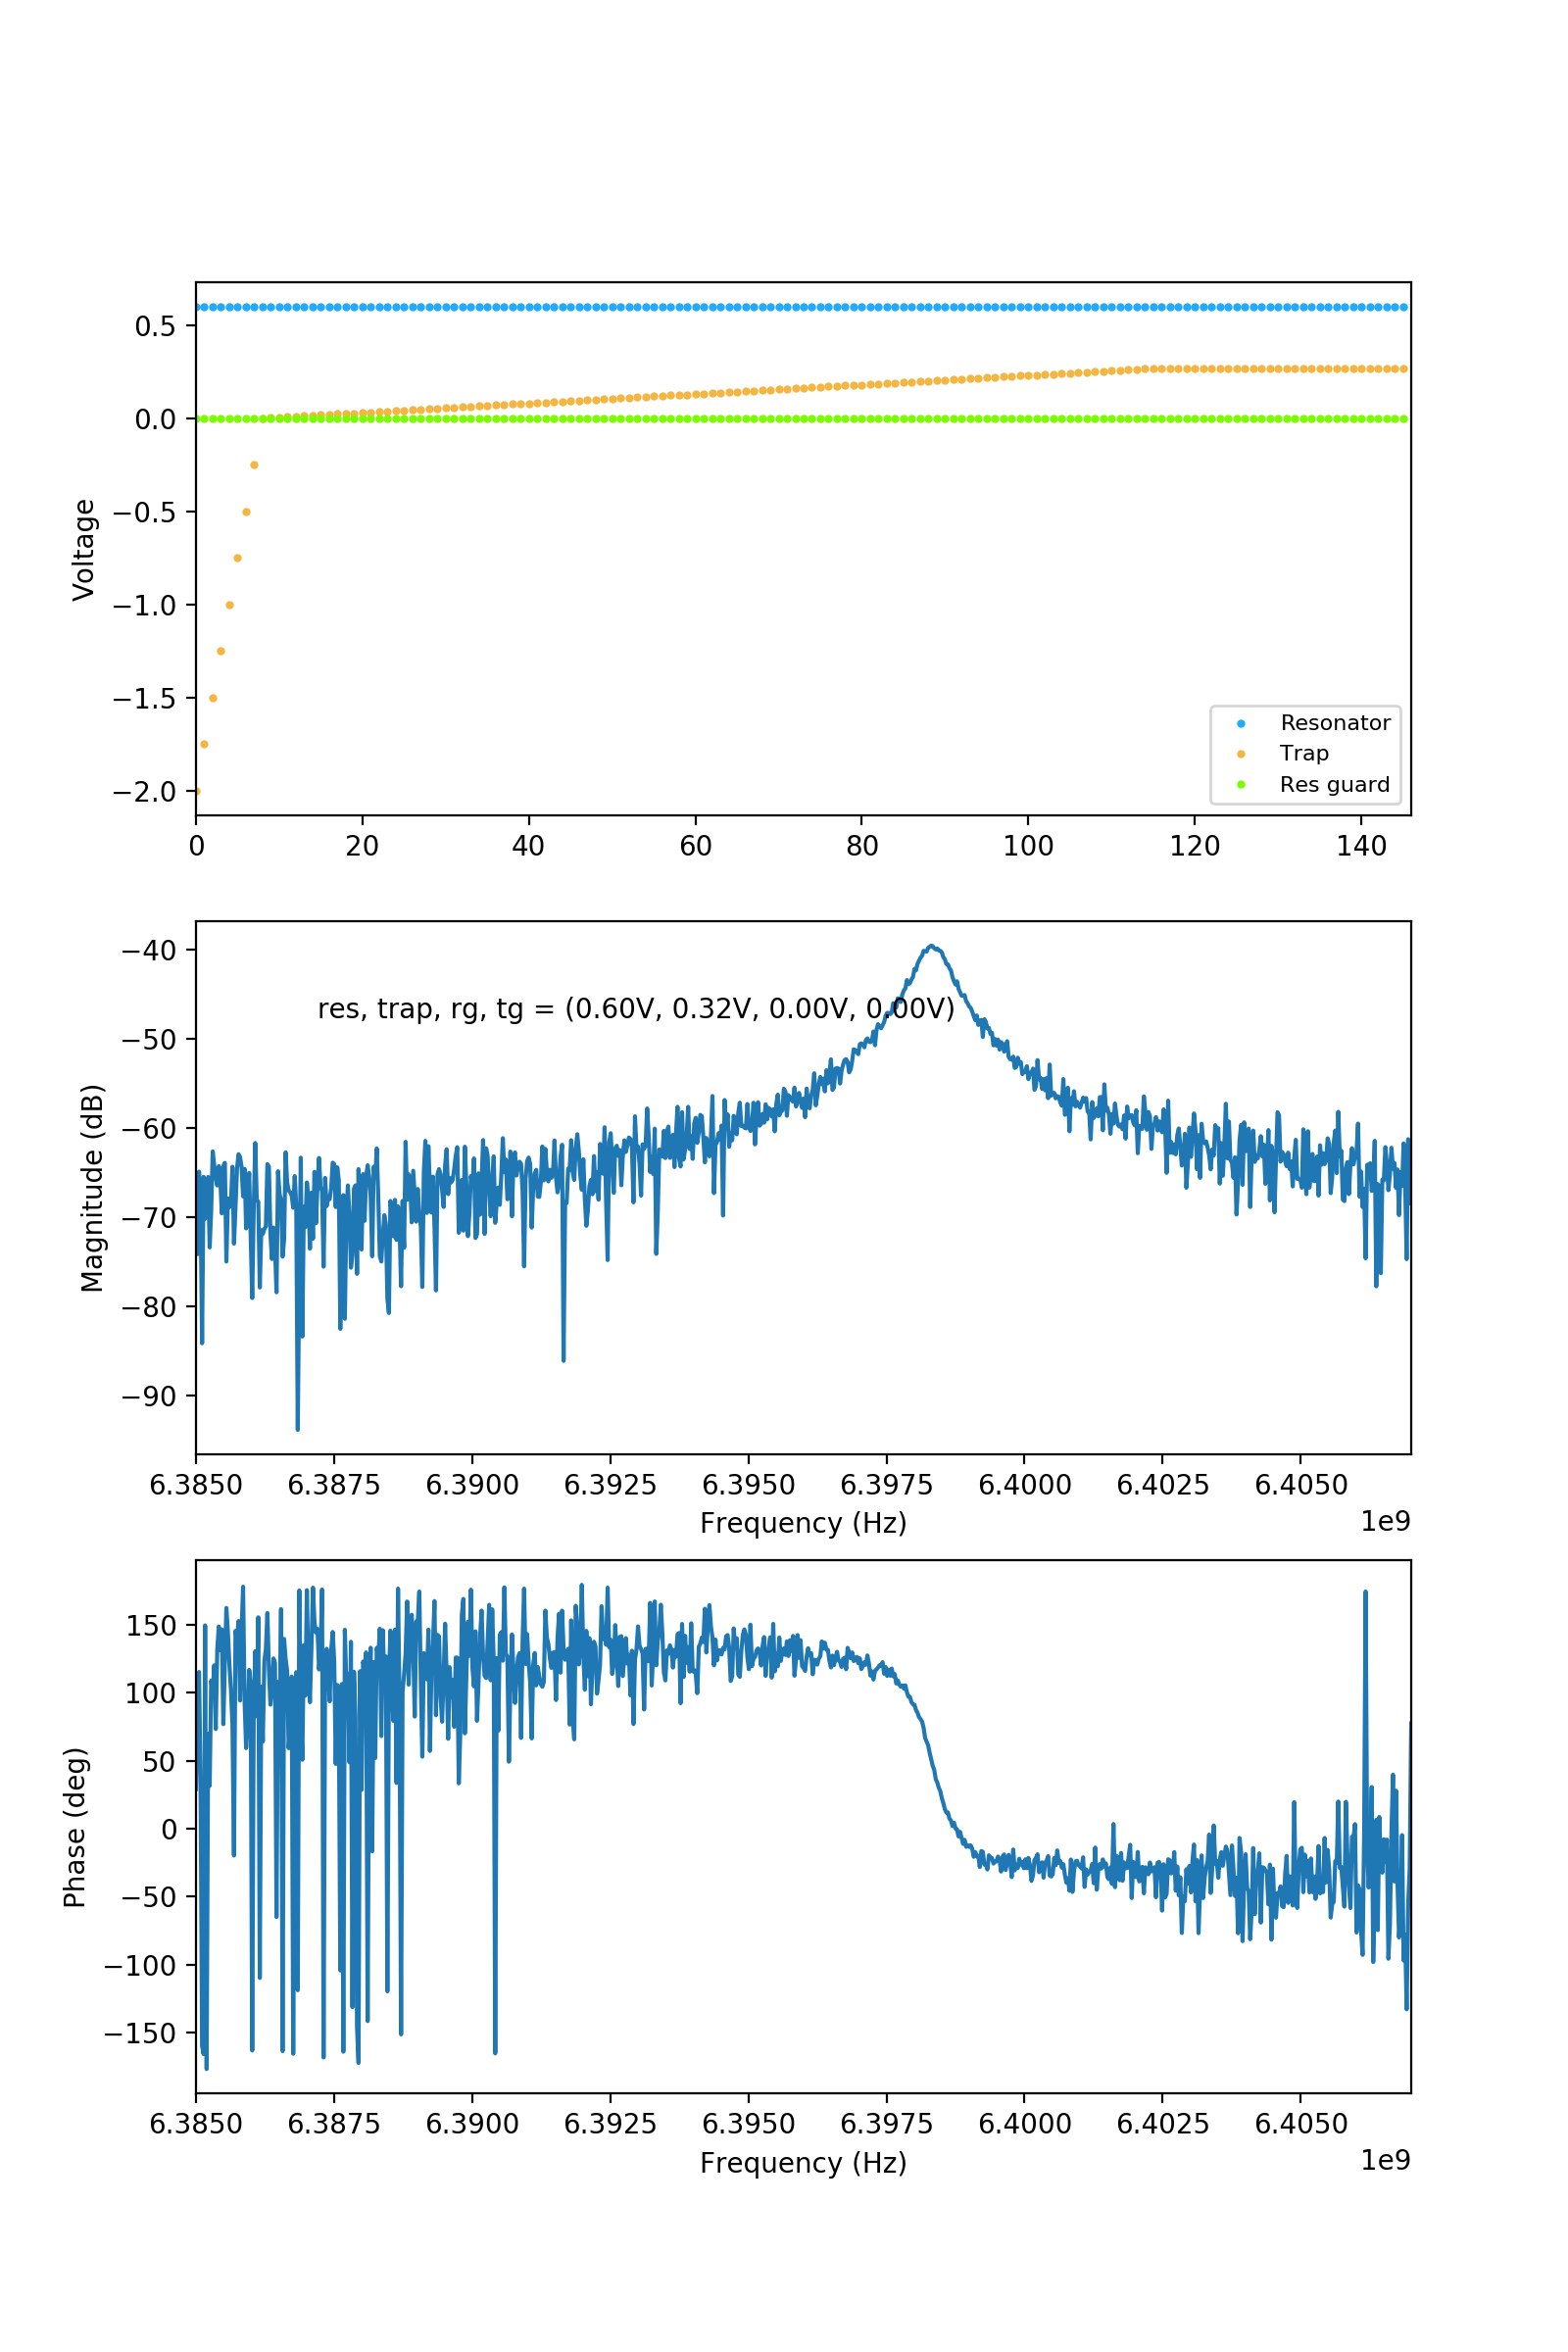 0.5
0.0
−0.5
−1.0
−1.5
−2.0
Voltage
Resonator
Trap
Res guard
0 20 40 60 80 100 120 140
−40
−50
−60
−70
−80
−90
Magnitude (dB)
res, trap, rg, tg = (0.60V, 0.32V, 0.00V, 0.00V)
6.3850 6.3875 6.3900 6.3925 6.3950 6.3975 6.4000 6.4025 6.4050
Frequency (Hz)
1e9
150
100
50
0
−50
−100
−150
Phase (deg)
6.3850 6.3875 6.3900 6.3925 6.3950 6.3975 6.4000 6.4025 6.4050
Frequency (Hz)
1e9